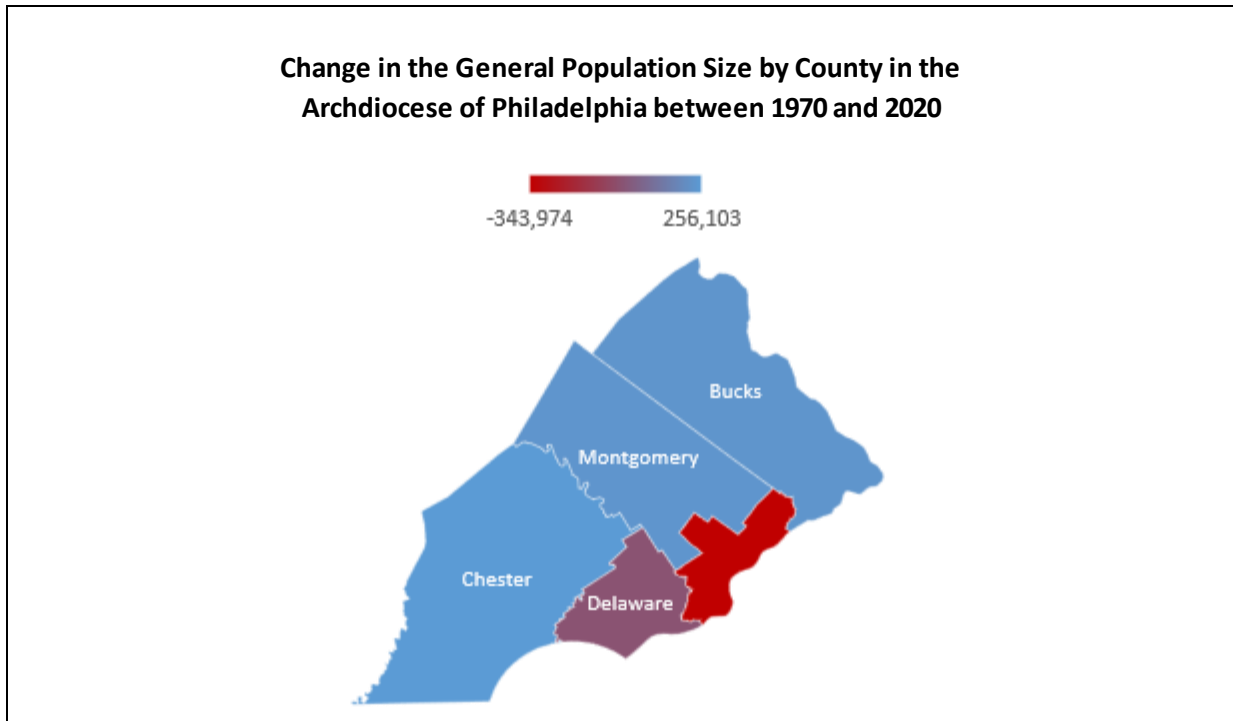 Change in the General Population Size by County in the
Archdiocese of Philadelphia between 1970 and 2020
-343,974 256,103
Bucks
Montgomery
Chester
Delaware